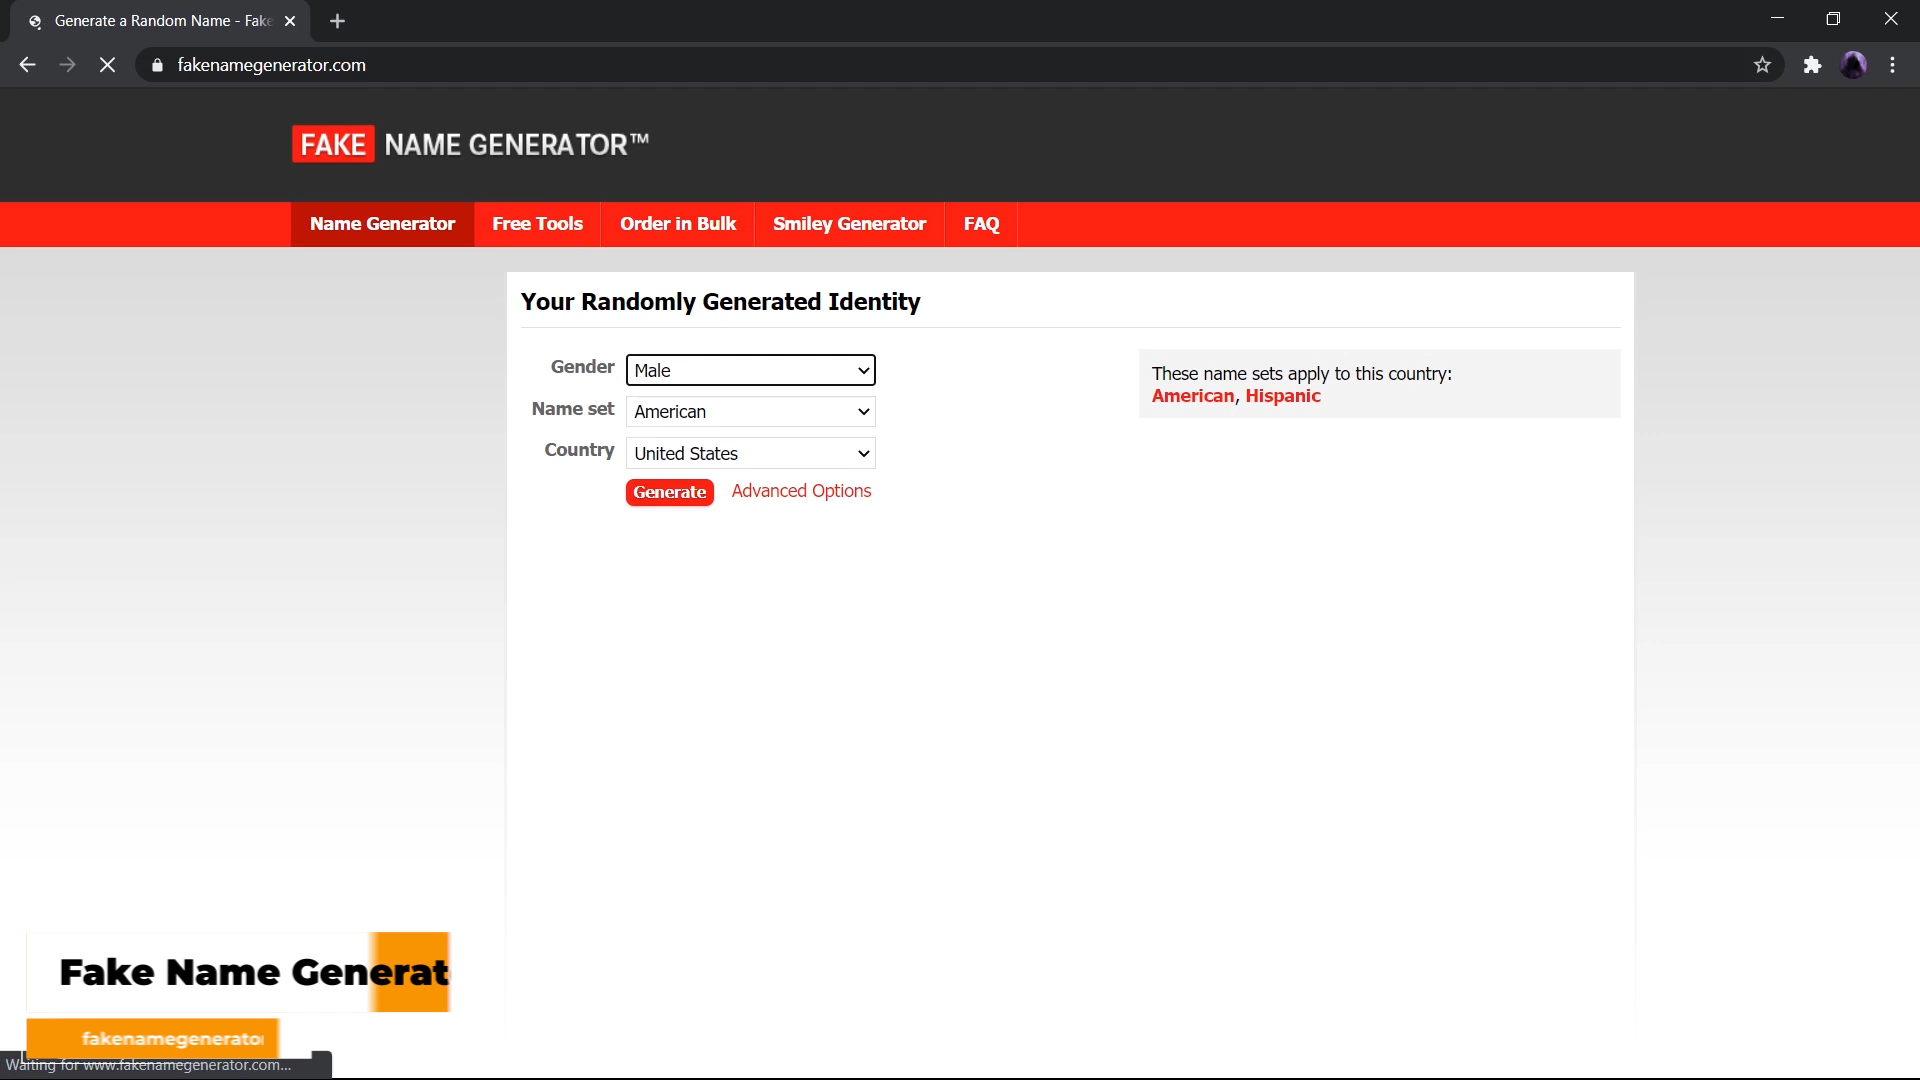 Generate a Random Name - Fake
fakenamegenerator.com
FAKE NAME GENERATOR™
Name Generator Free Tools Order in Bulk Smiley Generator FAQ
Your Randomly Generated Identity
Gender Male
Name set American
Country United States
Generate Advanced Options
These name sets apply to this country:
American, Hispanic
Fake Name Generat
fakenamegenerator
Waiting for www.fakenamegenerator.com...